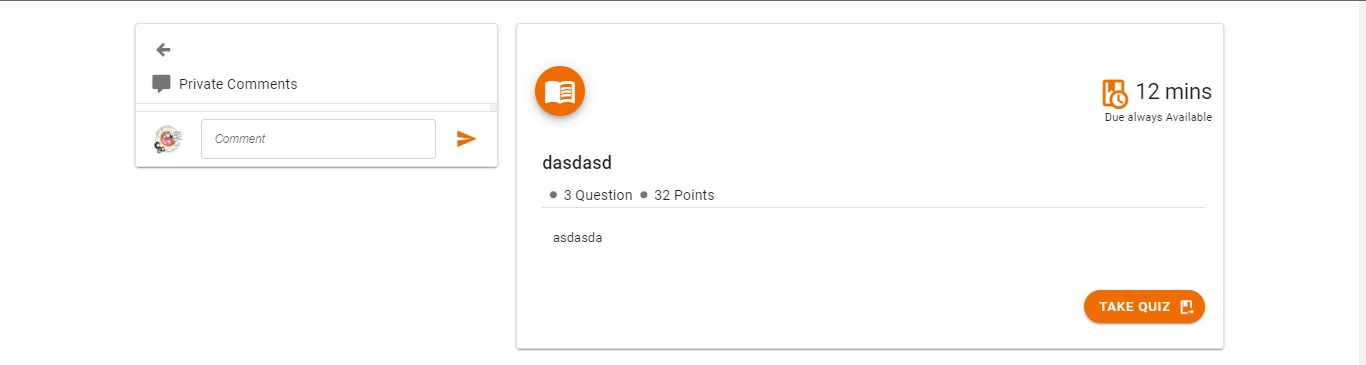 Private Comments
Comment
12 mins
Due always Available
dasdasd
3 Question
32 Points
asdasda
TAKE QUIZ